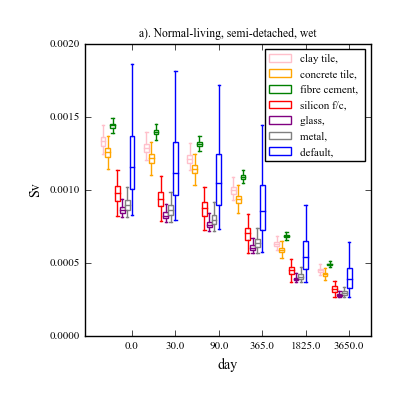 a). Normal-living, semi-detached, wet
0.0020
0.0015
0.0010
0.0005
0.0000
Sv
clay tile,
concrete tile,
fibre cement,
silicon f/c,
glass,
metal,
default,
0.0 30.0 90.0 365.0 1825.0 3650.0
day